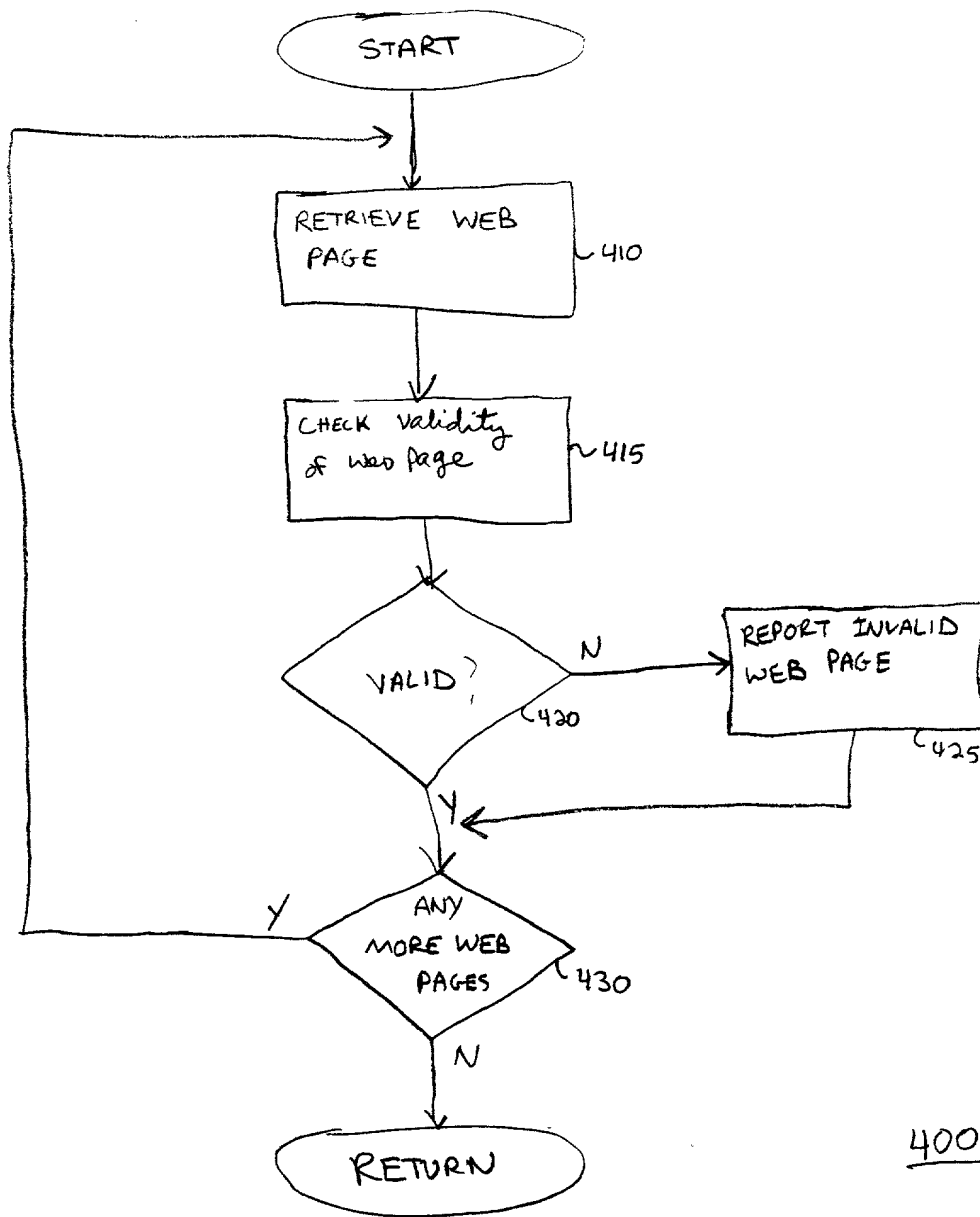 START
RETRIEVE WEB
PAGE
410
CHECK Validity
of Web Page
415
VALID?
N
420
REPORT INVALID
WEB PAGE
425
Y
ANY
MORE WEB
PAGES
Y
430
N
RETURN
400